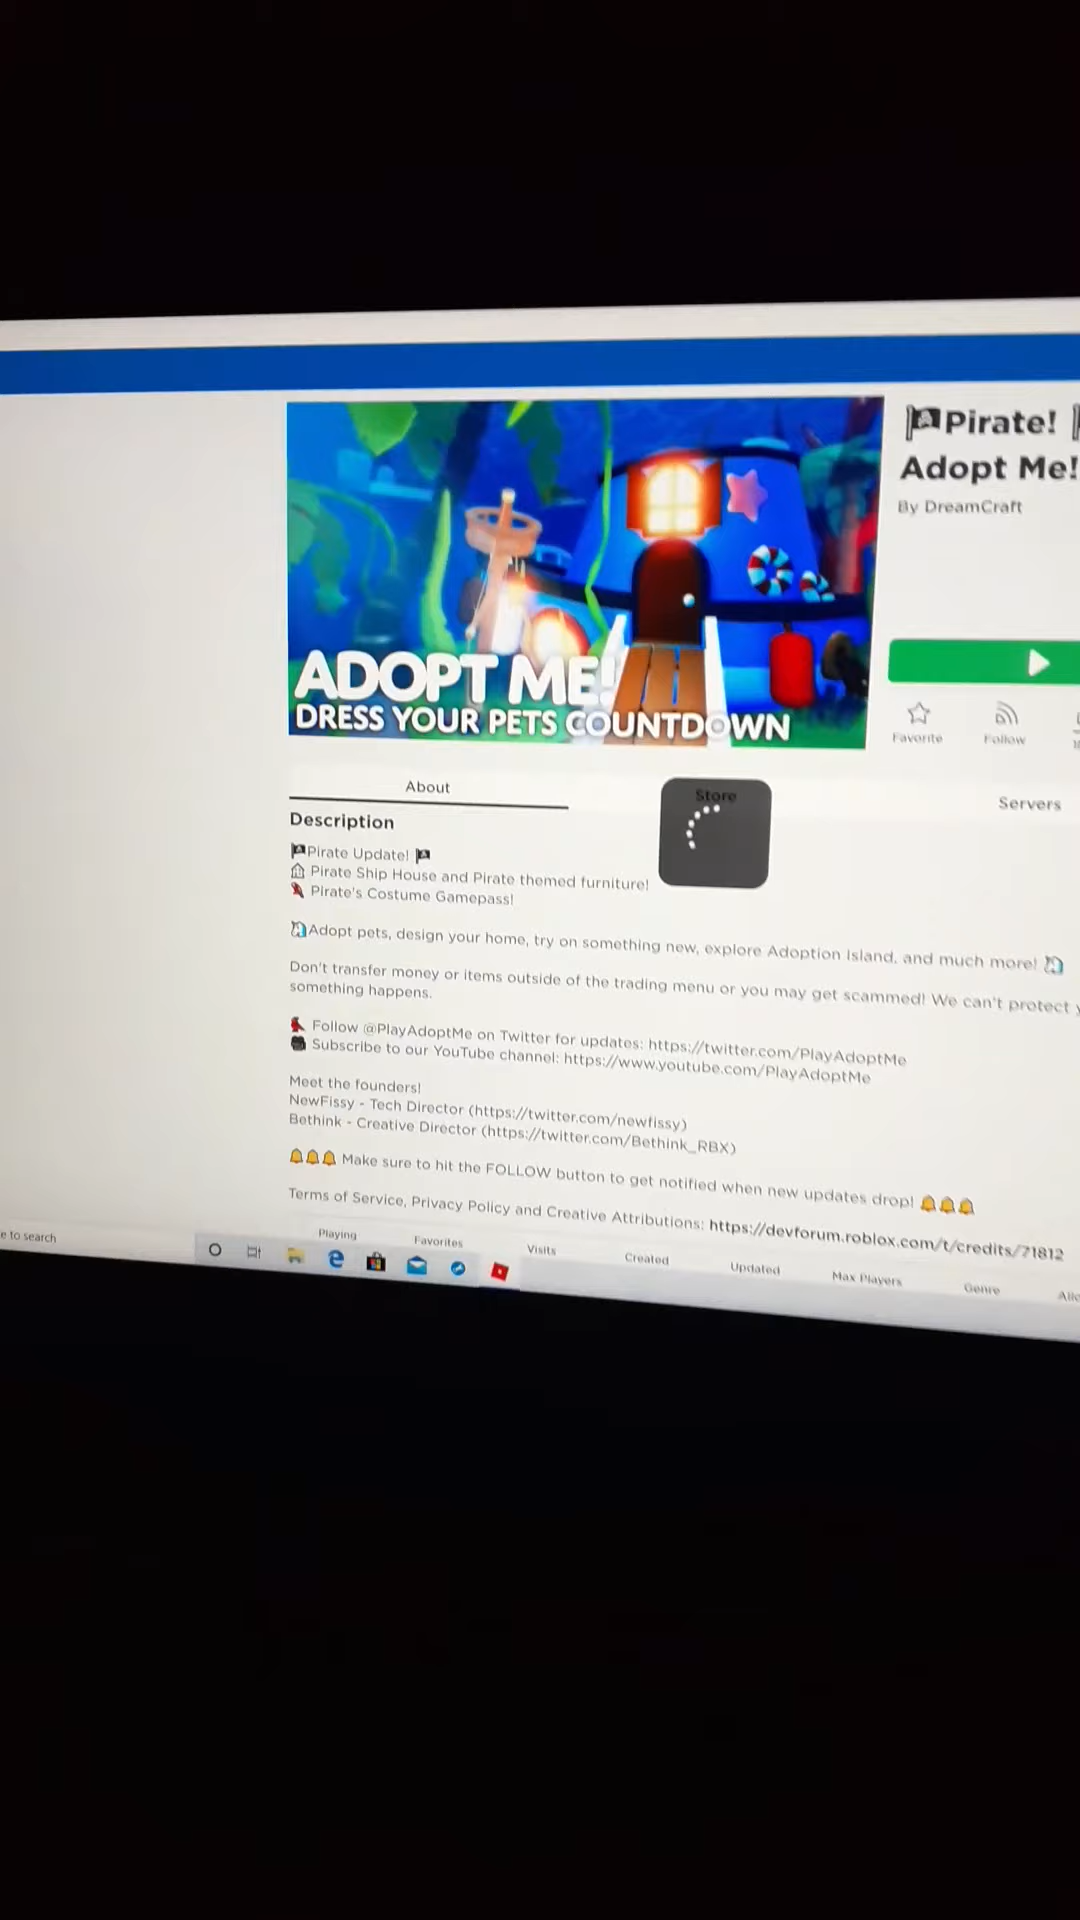 🏴‍☠️Pirate!
Adopt Me!
By DreamCraft
ADOPT ME!
DRESS YOUR PETS COUNTDOWN
Favorite
Follow
About
Store
Servers
Description
🏴‍☠️Pirate Update! 🏴‍☠️
🏠 Pirate Ship House and Pirate themed furniture!
Pirate's Costume Gamepass!
Adopt pets, design your home, try on something new, explore Adoption Island, and much more!
Don't transfer money or items outside of the trading menu or you may get scammed! We can't protect
something happens.
Follow @PlayAdoptMe on Twitter for updates: https://twitter.com/PlayAdoptMe
Subscribe to our YouTube channel: https://www.youtube.com/PlayAdoptMe
Meet the founders!
NewFissy - Tech Director (https://twitter.com/newfissy)
Bethink - Creative Director (https://twitter.com/Bethink_RBX)
🔔🔔🔔 Make sure to hit the FOLLOW button to get notified when new updates drop! 🔔🔔🔔
Terms of Service, Privacy Policy and Creative Attributions: https://devforum.roblox.com/t/credits/71812
Playing
Favorites
Visits
Created
Updated
Max Players
Genre
e to search